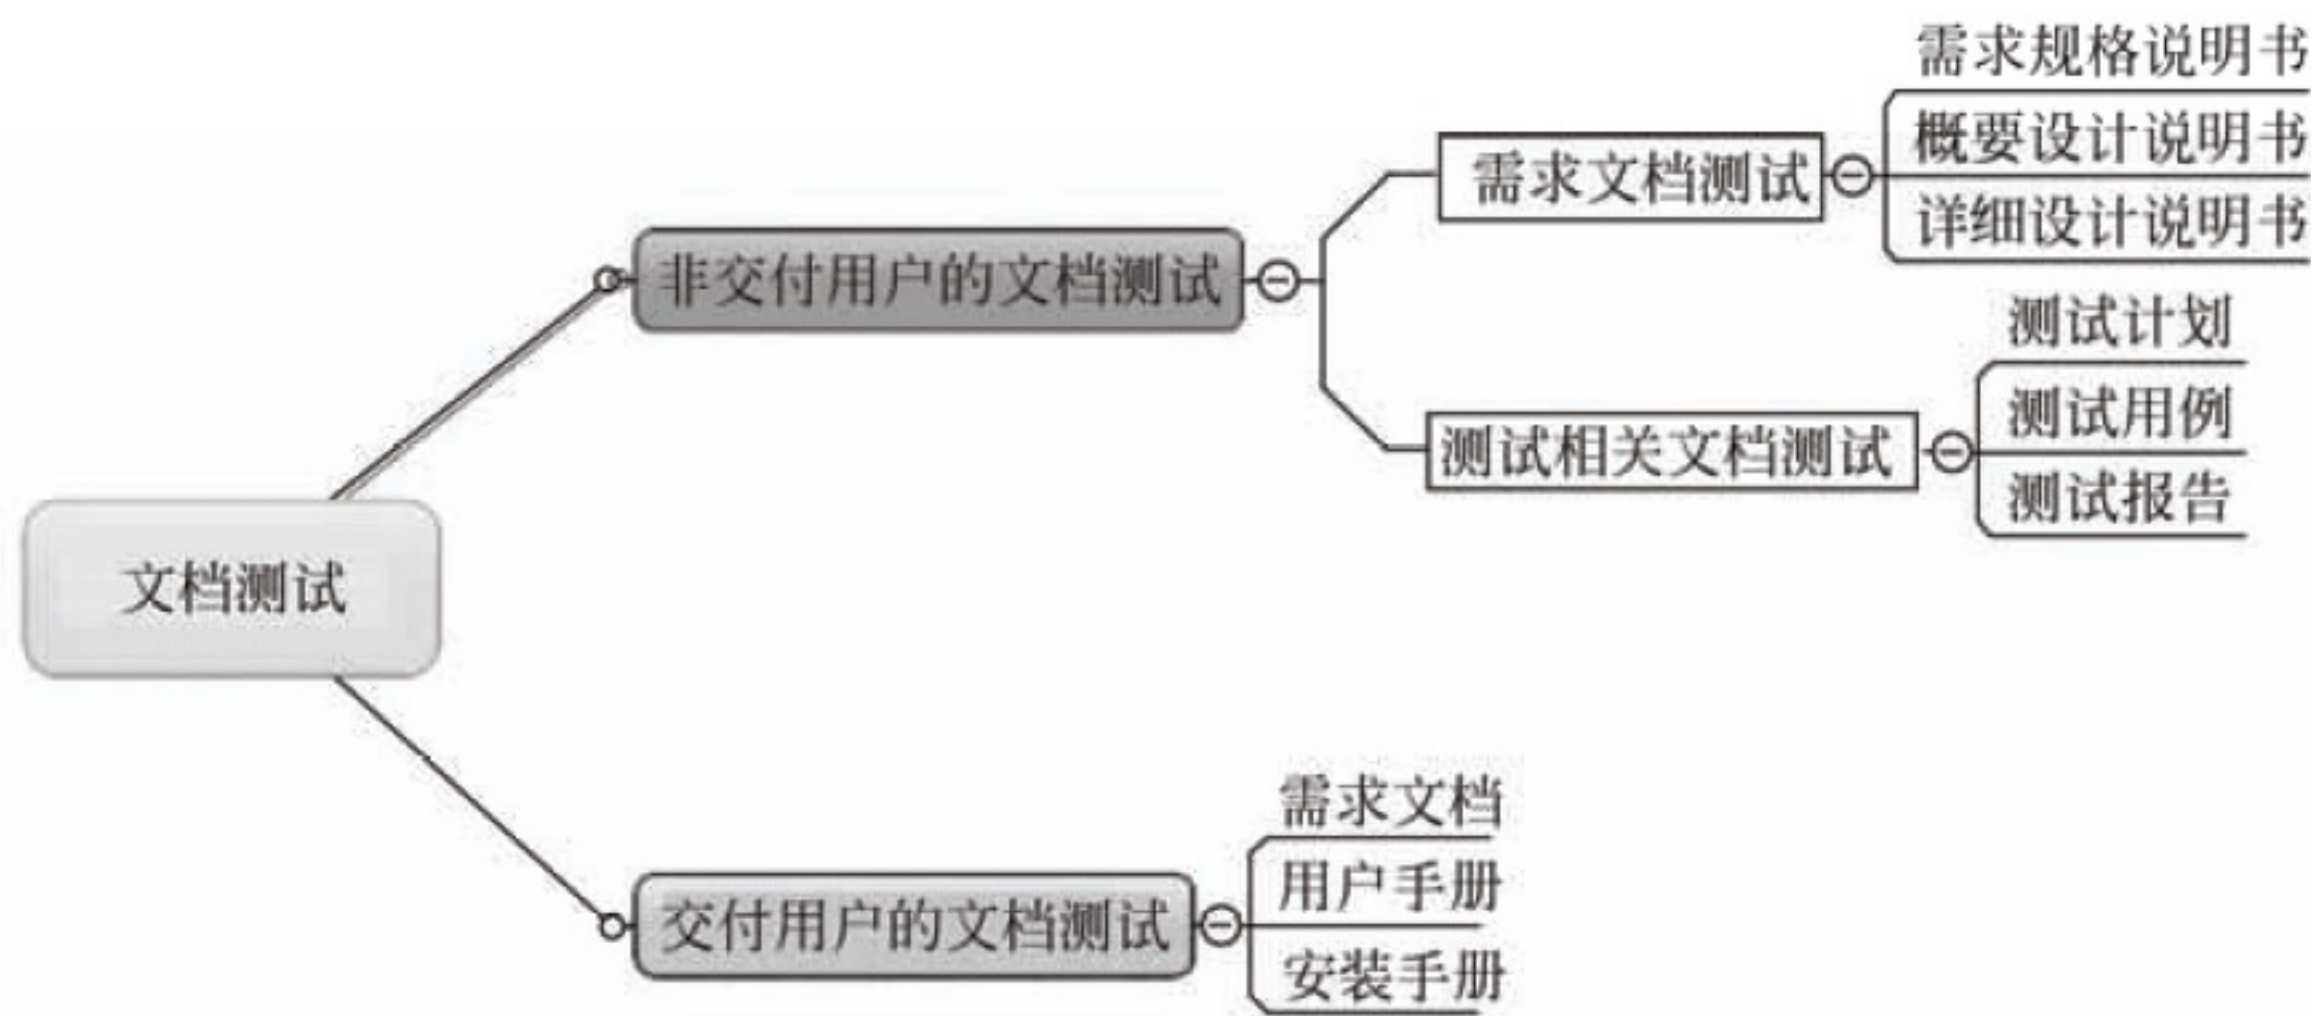 文档测试
非交付用户的文档测试
需求文档测试
需求规格说明书
概要设计说明书
详细设计说明书
测试相关文档测试
测试计划
测试用例
测试报告
交付用户的文档测试
需求文档
用户手册
安装手册